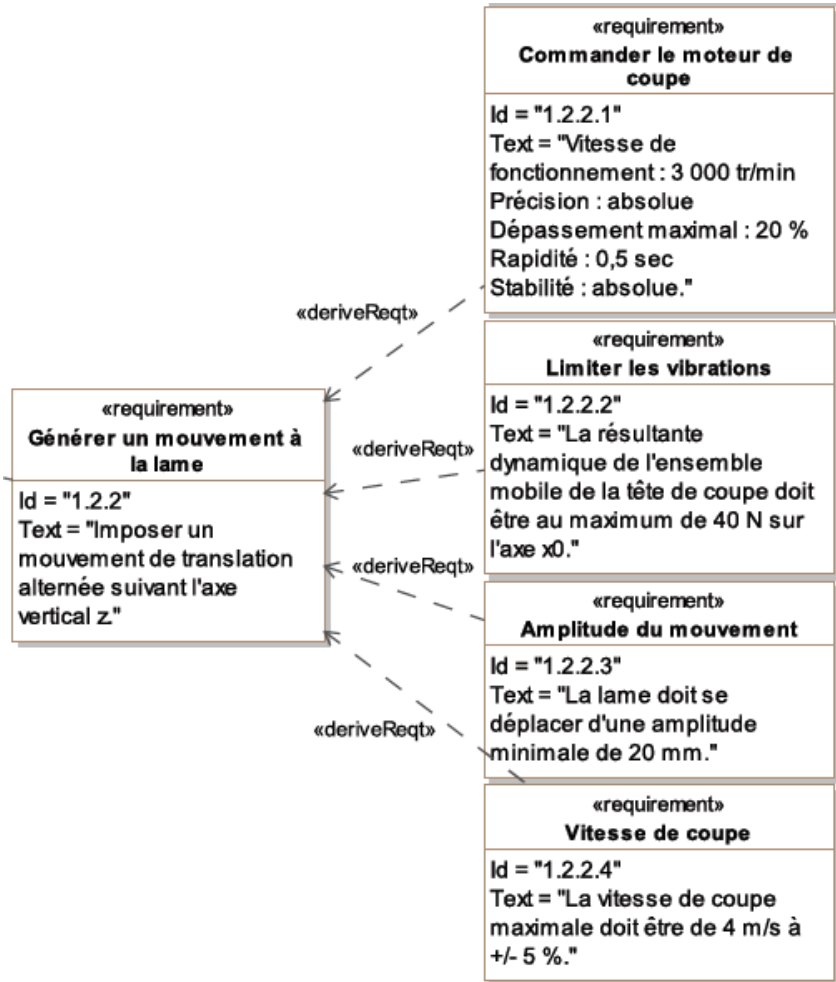 «requirement»
Commander le moteur de
coupe
Id = "1.2.2.1"
Text = "Vitesse de
fonctionnement : 3 000 tr/min
Précision : absolue
Dépassement maximal : 20 %
Rapidité : 0,5 sec
Stabilité : absolue."
«deriveReqt»
«requirement»
Limiter les vibrations
Id = "1.2.2.2"
Text = "La résultante
dynamique de l'ensemble
mobile de la tête de coupe doit
être au maximum de 40 N sur
l'axe x0."
«requirement»
Générer un mouvement à
la lame
Id = "1.2.2"
Text = "Imposer un
mouvement de translation
alternée suivant l'axe
vertical z."
«deriveReqt»
«deriveReqt»
«requirement»
Amplitude du mouvement
Id = "1.2.2.3"
Text = "La lame doit se
déplacer d'une amplitude
minimale de 20 mm."
«deriveReqt»
«requirement»
Vitesse de coupe
Id = "1.2.2.4"
Text = "La vitesse de coupe
maximale doit être de 4 m/s à
+/- 5 %."